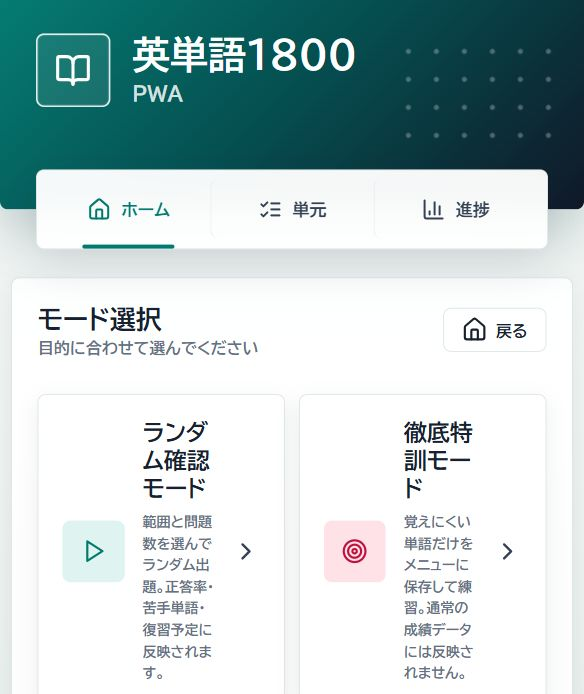 英単語1800
PWA
ホーム
単元
進捗
モード選択
目的に合わせて選んでください
戻る
ランダ
ム確認
モード
範囲と問題
数を選んで
ランダム出
題。正答率・
苦手単語・
復習予定に
反映されま
す。
徹底特
訓モー
ド
覚えにくい
単語だけを
メニューに
保存して練
習。通常の
成績データ
には反映さ
れません。